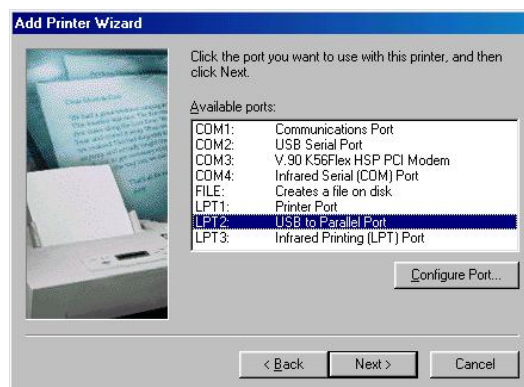 Add Printer Wizard
Click the port you want to use with this printer, and then
click Next.
Available ports:
COM1: Communications Port
COM2: USB Serial Port
COM3: V.90 K56Flex HSP PCI Modem
COM4: Infrared Serial (COM) Port
FILE: Creates a file on disk
LPT1: Printer Port
LPT2: USB to Parallel Port
LPT3: Infrared Printing (LPT) Port
Configure Port...
< Back
Next >
Cancel